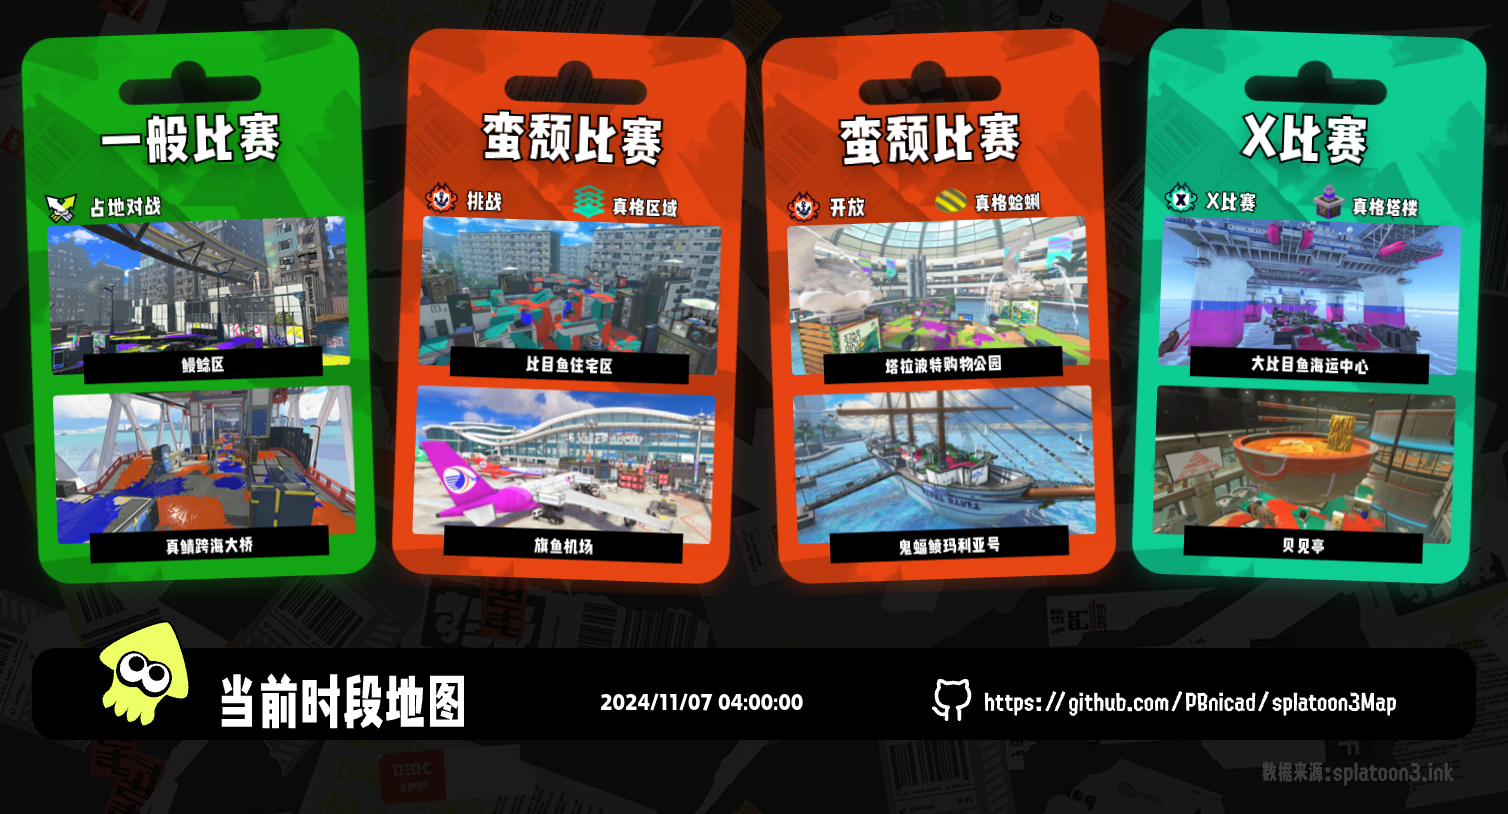 一般比赛
占地对战
鳗鲶区
真鲭跨海大桥
蛮颓比赛
挑战
真格区域
比目鱼住宅区
旗鱼机场
蛮颓比赛
开放
真格蛤蜊
塔拉波特购物公园
鬼蝠鲼玛利亚号
X比赛
X比赛
真格塔楼
大比目鱼海运中心
贝见亭
当前时段地图
2024/11/07 04:00:00
https://github.com/PBnicad/splatoon3Map
数据来源:splatoon3.ink